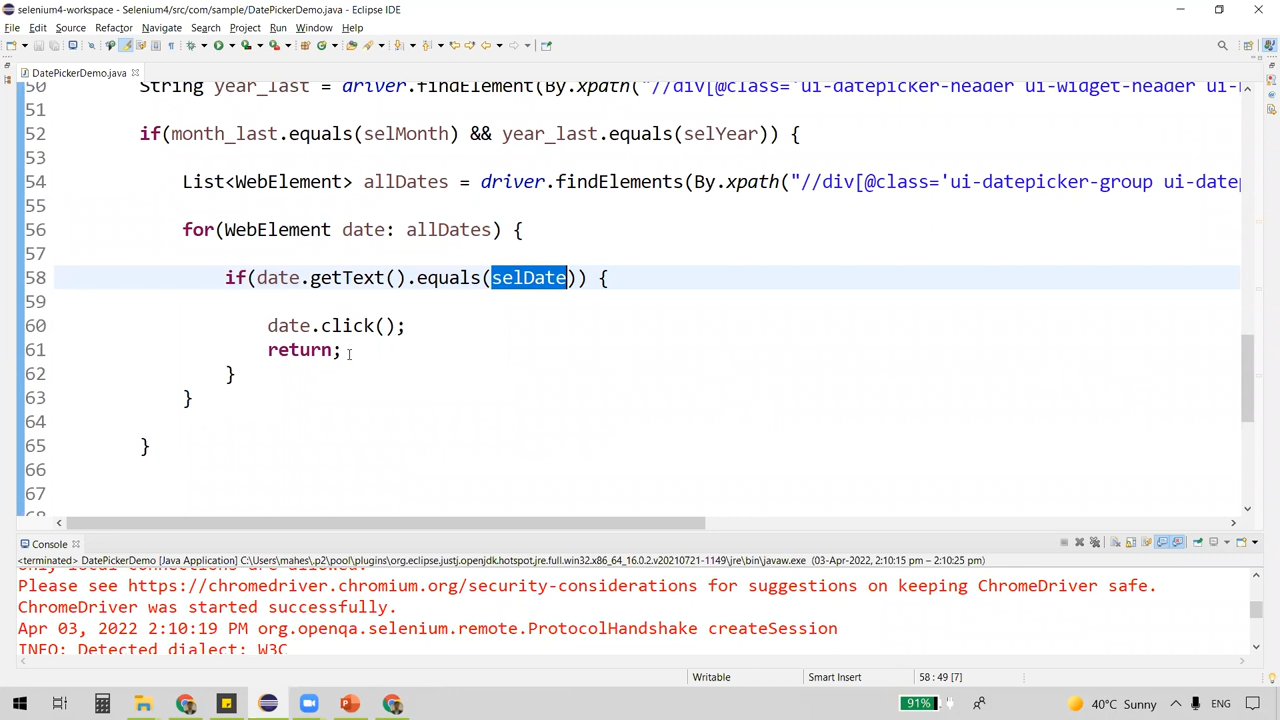 selenium4-workspace - Selenium4/src/com/sample/DatePickerDemo.java - Eclipse IDE
File Edit Source Refactor Navigate Search Project Run Window Help
DatePickerDemo.java
50 String year_last = driver.findElement(By.xpath("//div[@class='ui-datepicker-header ui-widget-header ui-
51
52 if(month_last.equals(selMonth) && year_last.equals(selYear)) {
53
54 List<WebElement> allDates = driver.findElements(By.xpath("//div[@class='ui-datepicker-group ui-datep
55
56 for(WebElement date: allDates) {
57
58 if(date.getText().equals(selDate)) {
59
60 date.click();
61 return;
62 }
63 }
64
65 }
66
67
68
Console
<terminated> DatePickerDemo [Java Application] C:\Users\mahes\.p2\pool\plugins\org.eclipse.justj.openjdk.hotspot.jre.full.win32.x86_64_16.0.2.v20210721-1149\jre\bin\javaw.exe (03-Apr-2022, 2:10:15 pm – 2:10:25 pm)
Only local connections are allowed.
Please see https://chromedriver.chromium.org/security-considerations for suggestions on keeping ChromeDriver safe.
ChromeDriver was started successfully.
Apr 03, 2022 2:10:19 PM org.openqa.selenium.remote.ProtocolHandshake createSession
INFO: Detected dialect: W3C
Writable Smart Insert 58 : 49 [7]
91% 40°C Sunny ENG